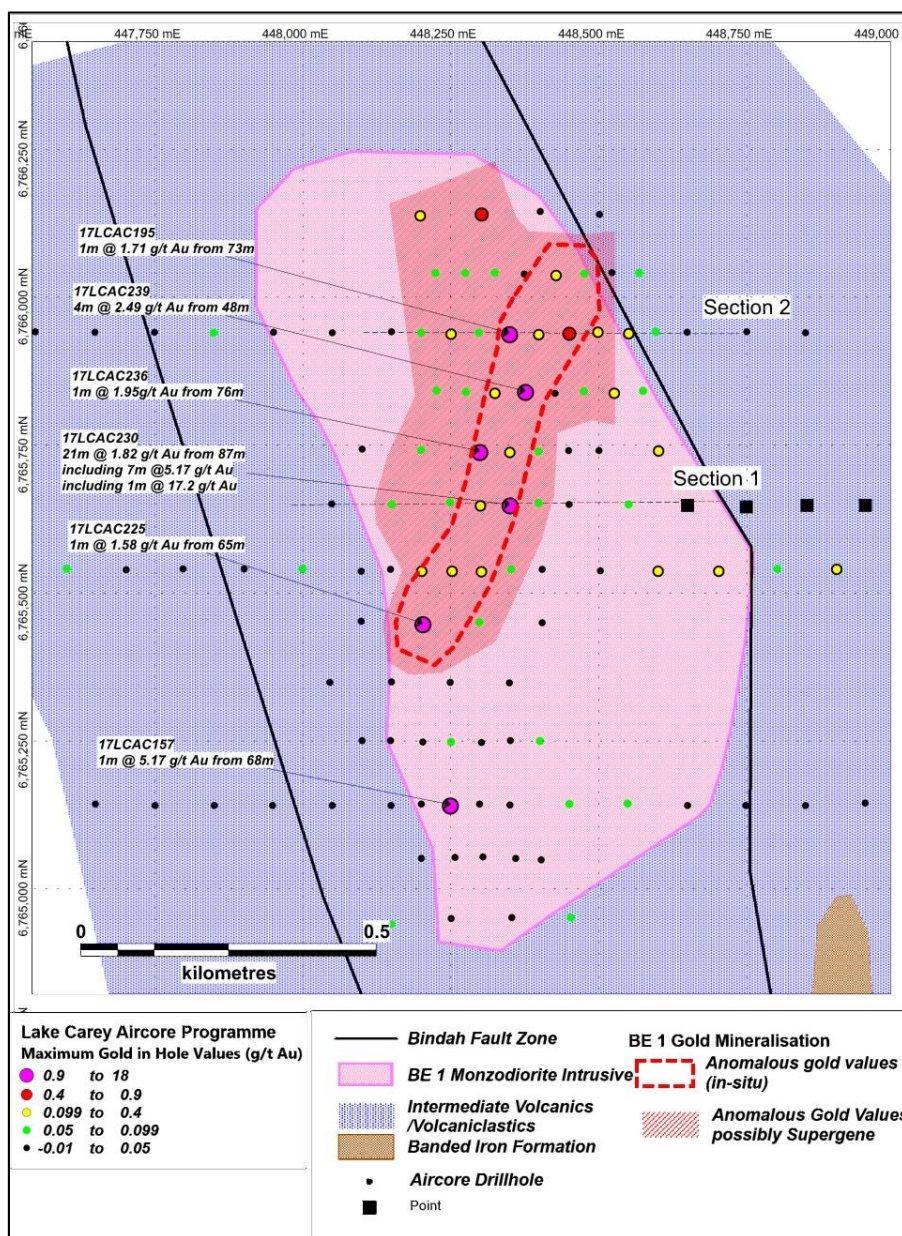 mE
447,750 mE
448,000 mE
448,250 mE
448,500 mE
448,750 mE
449,000
6,766,250 mN
6,766,000 mN
6,765,750 mN
6,765,500 mN
6,765,250 mN
6,765,000 mN
17LCAC195
1m @ 1.71 g/t Au from 73m
17LCAC239
4m @ 2.49 g/t Au from 48m
Section 2
17LCAC236
1m @ 1.95g/t Au from 76m
17LCAC230
21m @ 1.82 g/t Au from 87m
including 7m @5.17 g/t Au
including 1m @ 17.2 g/t Au
Section 1
17LCAC225
1m @ 1.58 g/t Au from 65m
17LCAC157
1m @ 5.17 g/t Au from 68m
0 0.5
kilometres
Lake Carey Aircore Programme
Maximum Gold in Hole Values (g/t Au)
0.9 to 18
0.4 to 0.9
0.099 to 0.4
0.05 to 0.099
-0.01 to 0.05
Bindah Fault Zone
BE 1 Monzodiorite Intrusive
Intermediate Volcanics
/Volcaniclastics
Banded Iron Formation
Aircore Drillhole
Point
BE 1 Gold Mineralisation
Anomalous gold values
(in-situ)
Anomalous Gold Values
possibly Supergene